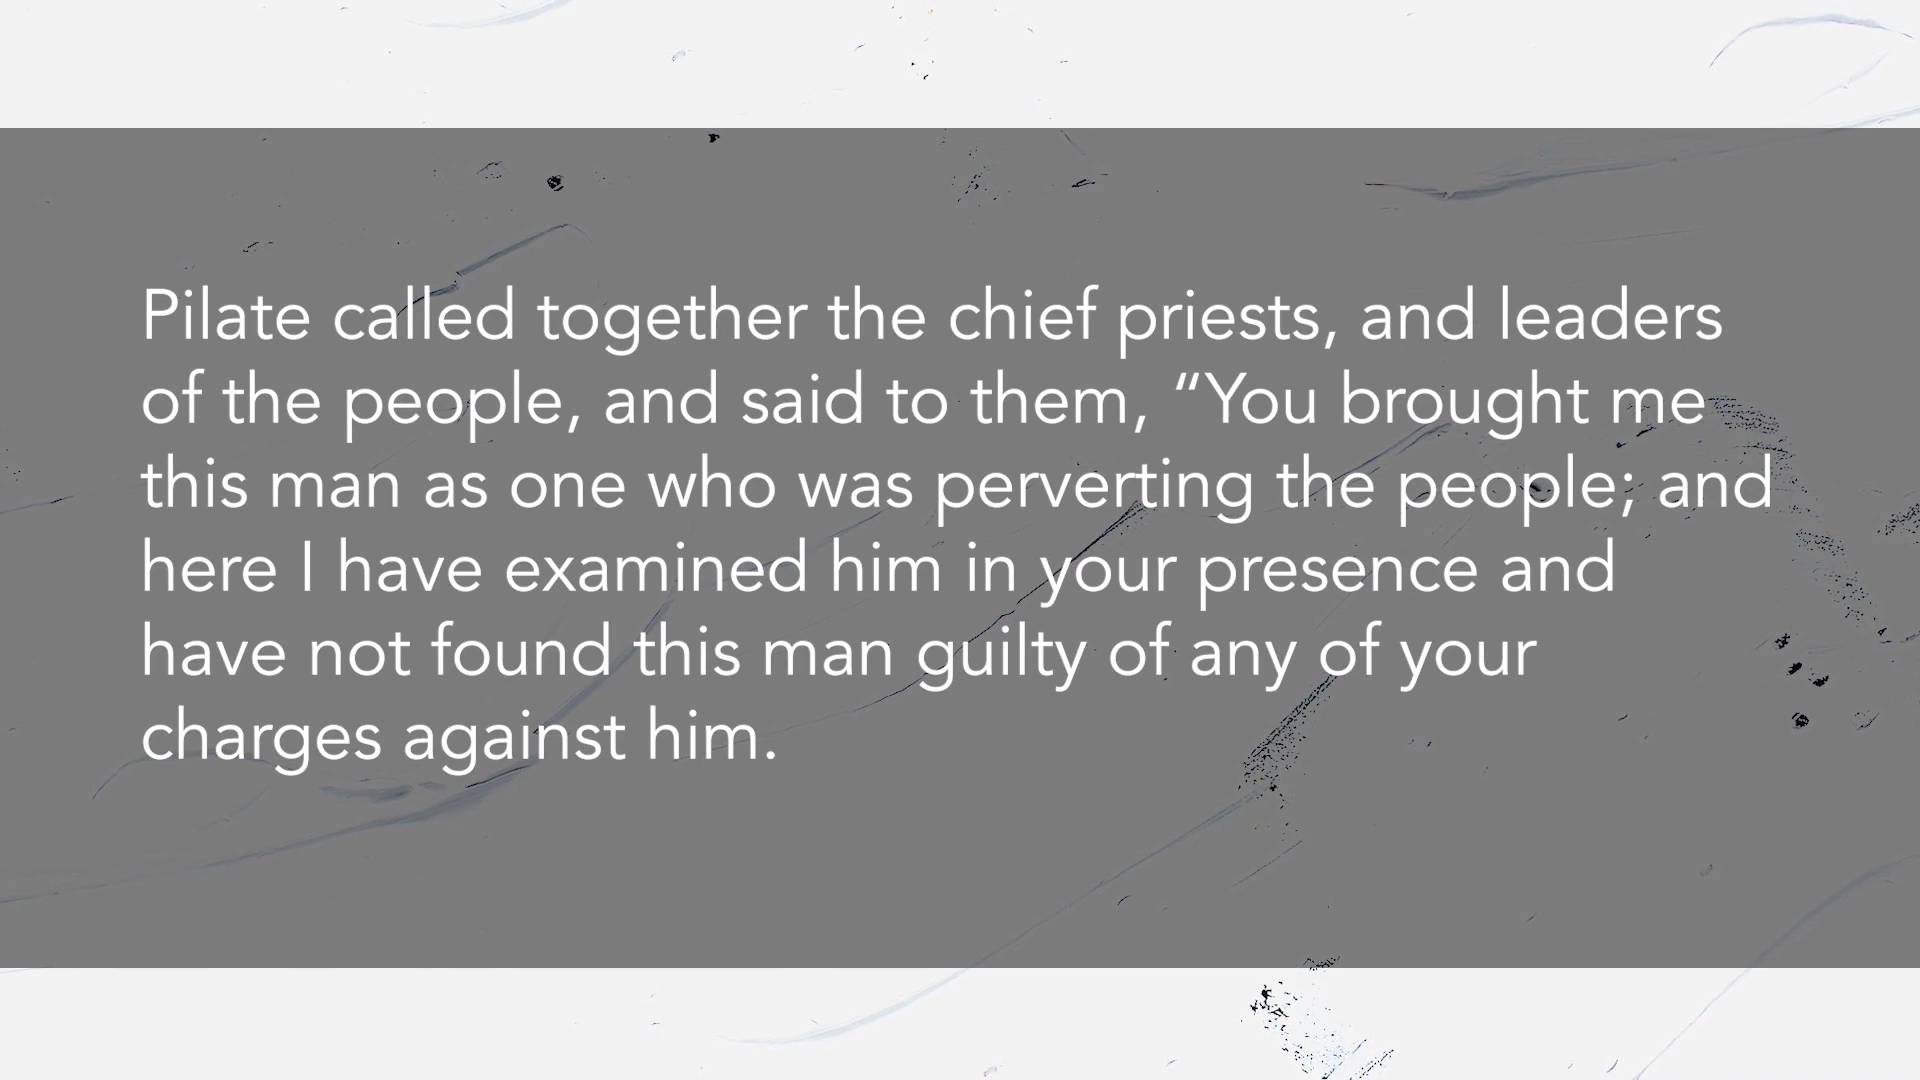 Pilate called together the chief priests, and leaders
of the people, and said to them, “You brought me
this man as one who was perverting the people; and
here I have examined him in your presence and
have not found this man guilty of any of your
charges against him.